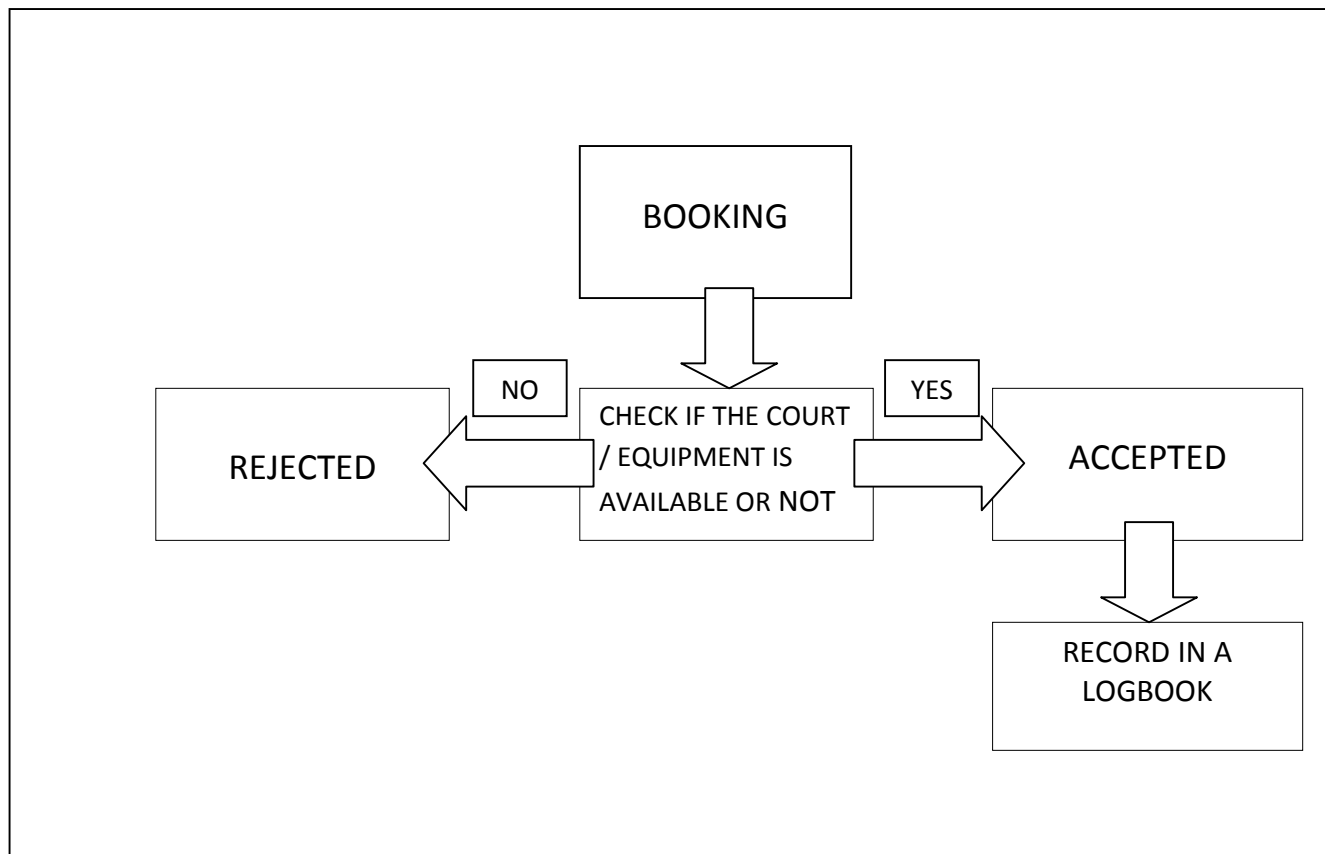 BOOKING
NO
YES
REJECTED
CHECK IF THE COURT
/ EQUIPMENT IS
AVAILABLE OR NOT
ACCEPTED
RECORD IN A
LOGBOOK